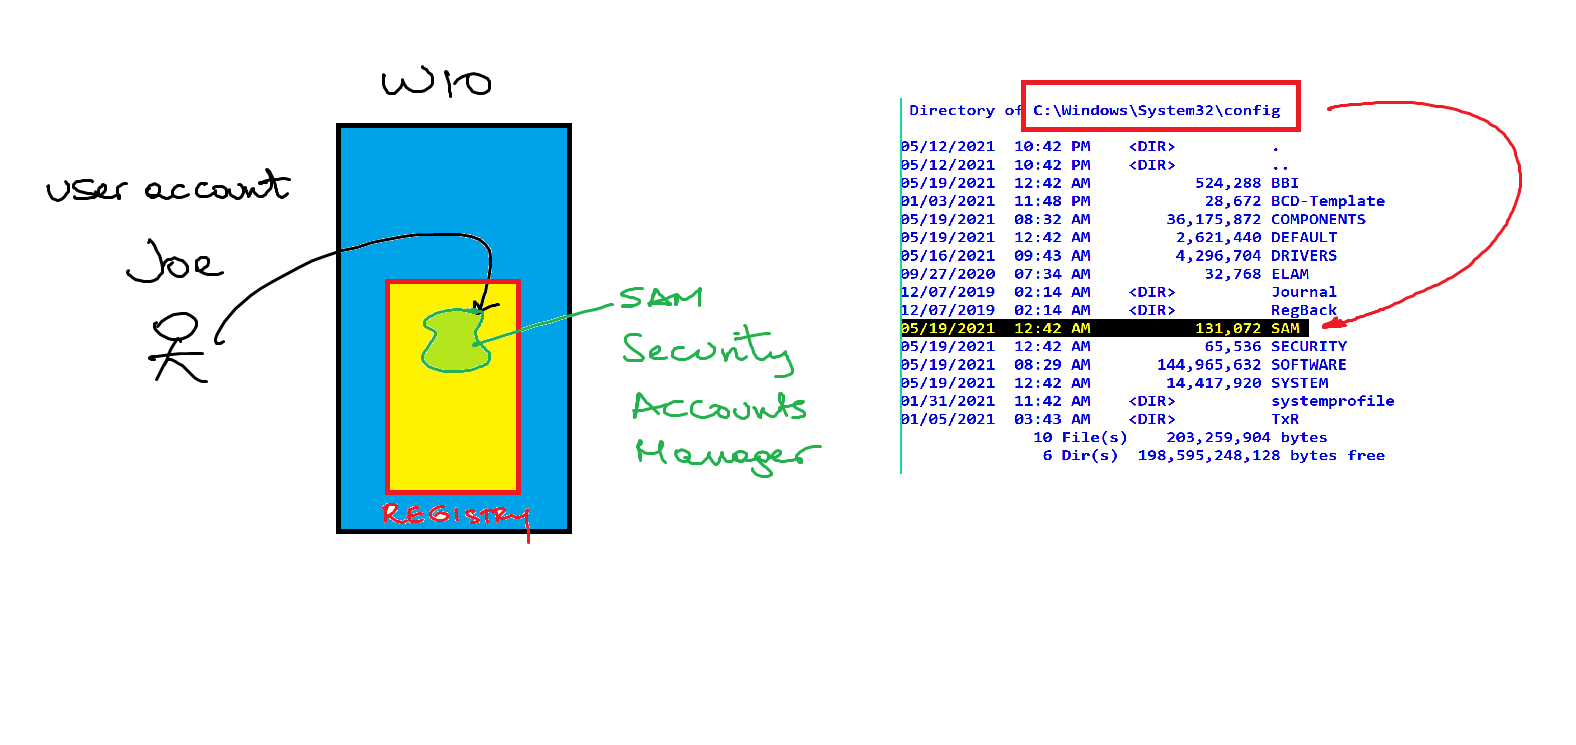 W10
user account
Joe
SAM
Security
Accounts
Manager
REGISTRY
Directory of C:\Windows\System32\config
05/12/2021  10:42 PM    <DIR>          .
05/12/2021  10:42 PM    <DIR>          ..
05/19/2021  12:42 AM           524,288 BBI
01/03/2021  11:48 PM            28,672 BCD-Template
05/19/2021  08:32 AM        36,175,872 COMPONENTS
05/19/2021  12:42 AM         2,621,440 DEFAULT
05/16/2021  09:43 AM         4,296,704 DRIVERS
09/27/2020  07:34 AM            32,768 ELAM
12/07/2019  02:14 AM    <DIR>          Journal
12/07/2019  02:14 AM    <DIR>          RegBack
05/19/2021  12:42 AM           131,072 SAM
05/19/2021  12:42 AM            65,536 SECURITY
05/19/2021  08:29 AM       144,965,632 SOFTWARE
05/19/2021  12:42 AM        14,417,920 SYSTEM
01/31/2021  11:42 AM    <DIR>          systemprofile
01/05/2021  03:43 AM    <DIR>          TxR
10 File(s)    203,259,904 bytes
6 Dir(s)  198,595,248,128 bytes free